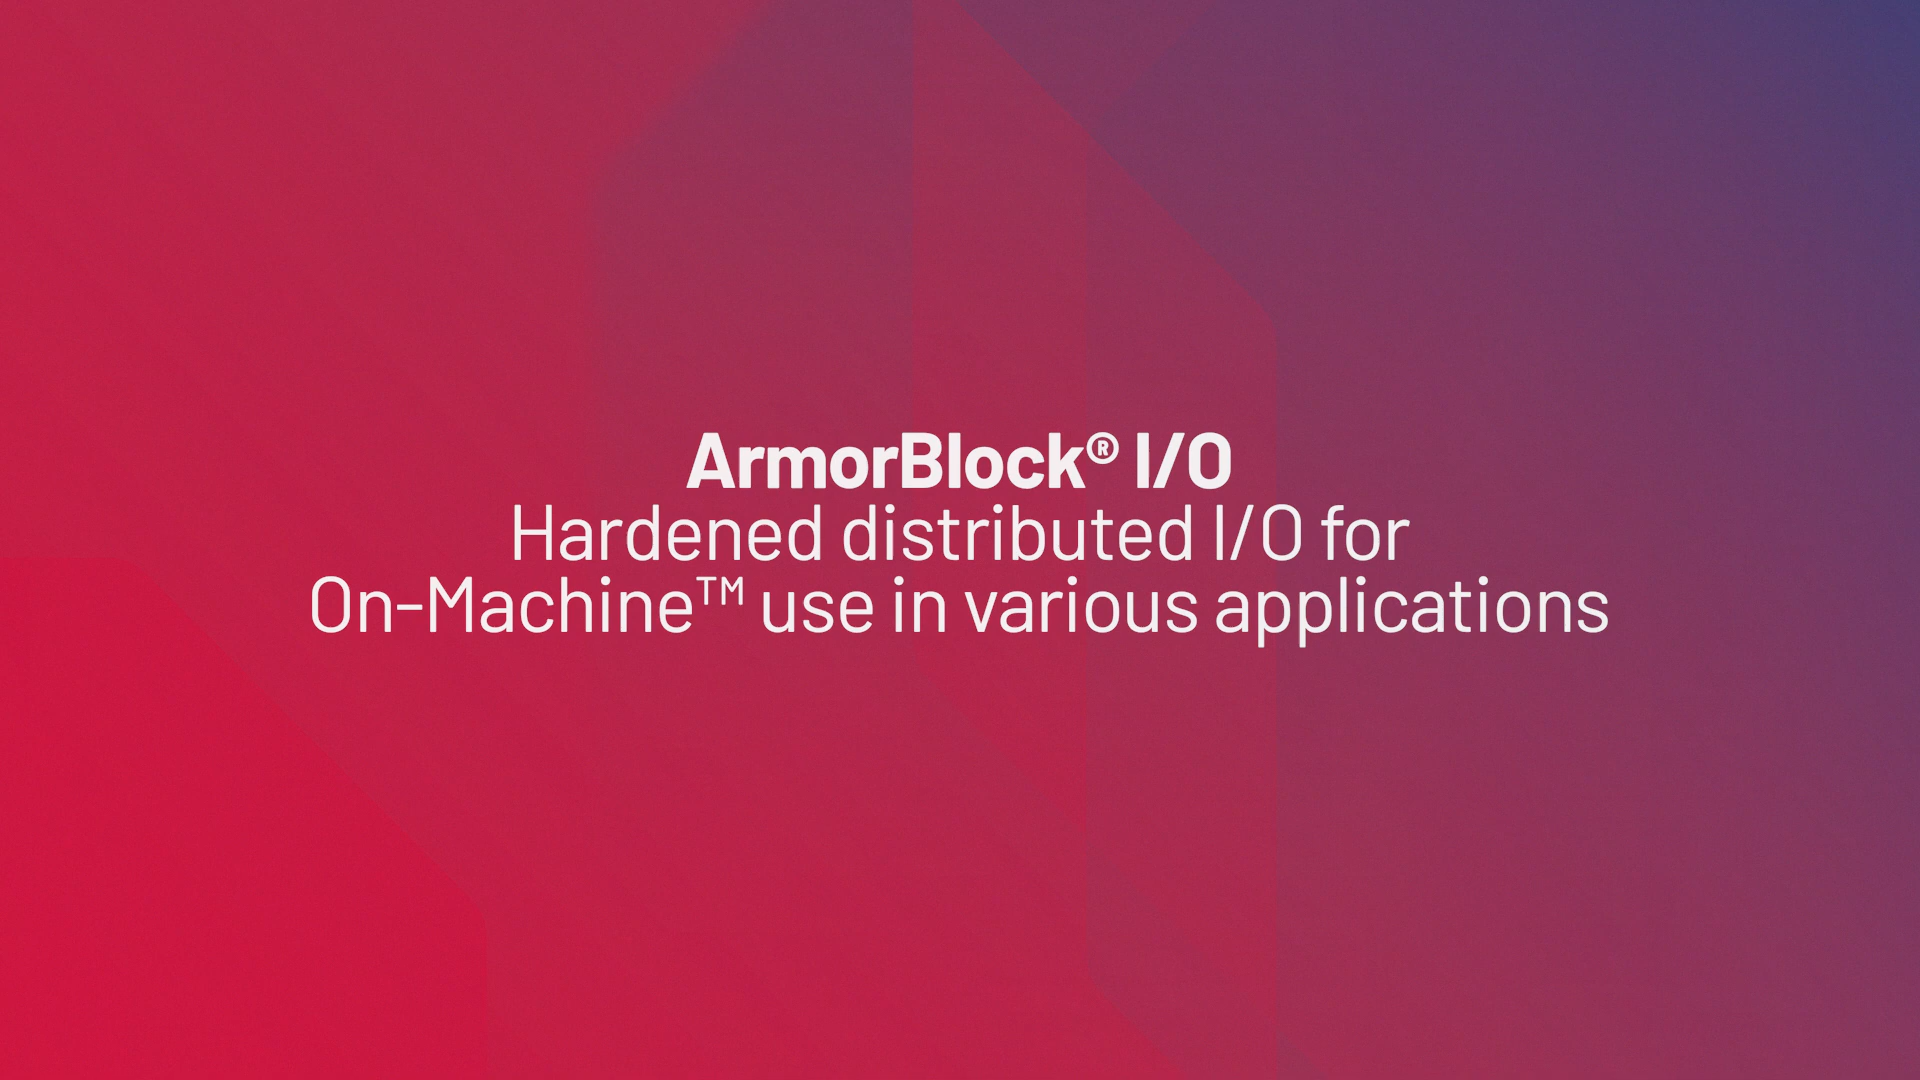 ArmorBlock® I/O
Hardened distributed I/O for
On-Machine™ use in various applications